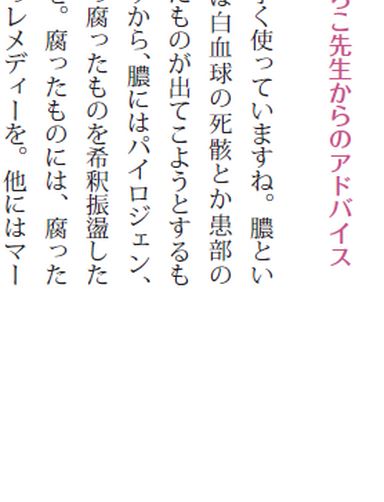 こ先生からのアドバイス
使っていますね。膿とい
白血球の死骸とか患部の
ものが出てこようとするも
から、膿にはパイロジェン、
腐ったものを希釈振盪した
。腐ったものには、腐った
レメディーを。他にはマー